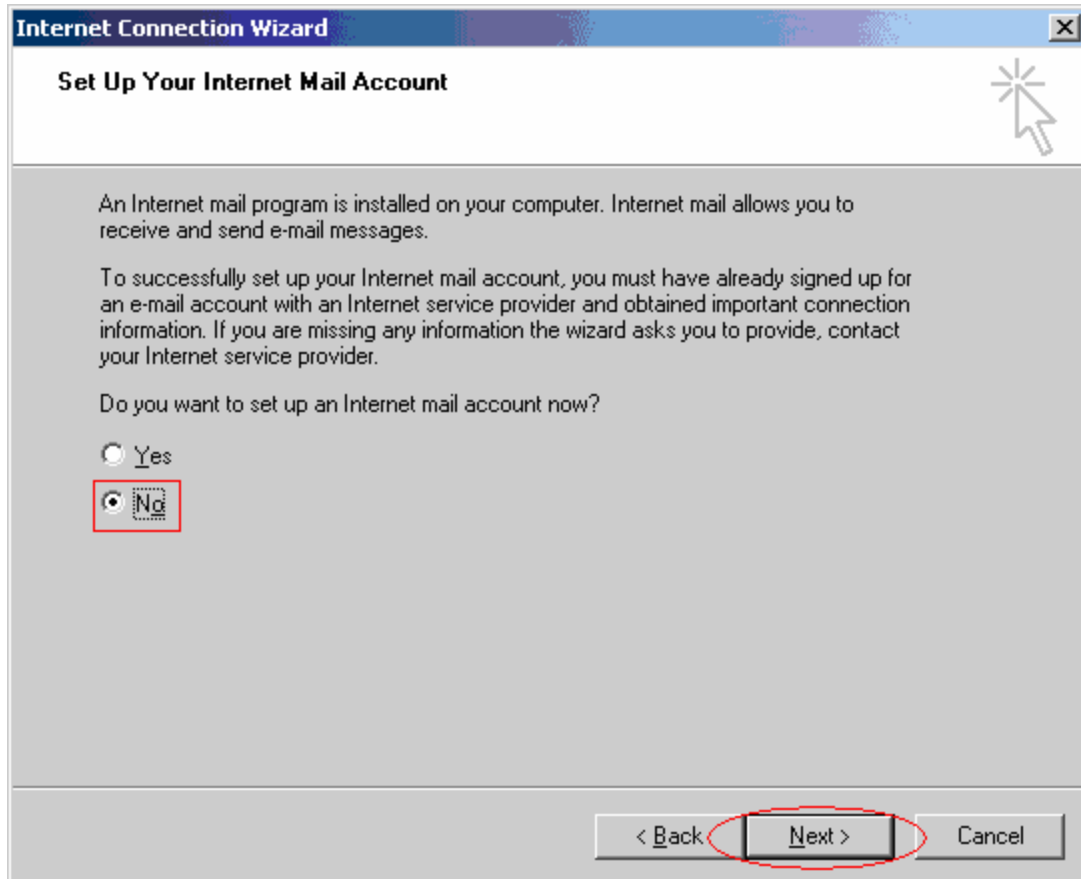 Internet Connection Wizard
Set Up Your Internet Mail Account
An Internet mail program is installed on your computer. Internet mail allows you to
receive and send e-mail messages.
To successfully set up your Internet mail account, you must have already signed up for
an e-mail account with an Internet service provider and obtained important connection
information. If you are missing any information the wizard asks you to provide, contact
your Internet service provider.
Do you want to set up an Internet mail account now?
Yes
No
< Back Next > Cancel